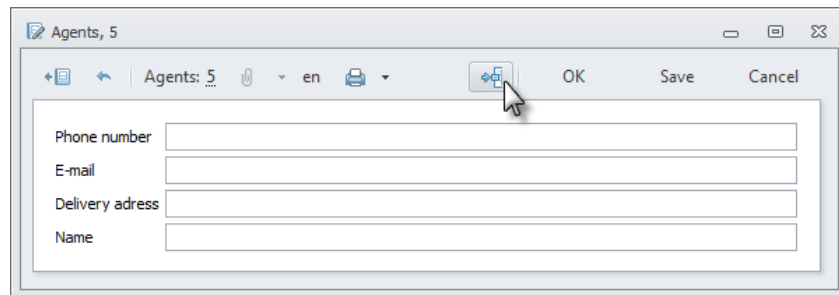 Agents, 5
Agents: 5 en OK Save Cancel
Phone number
E-mail
Delivery adress
Name